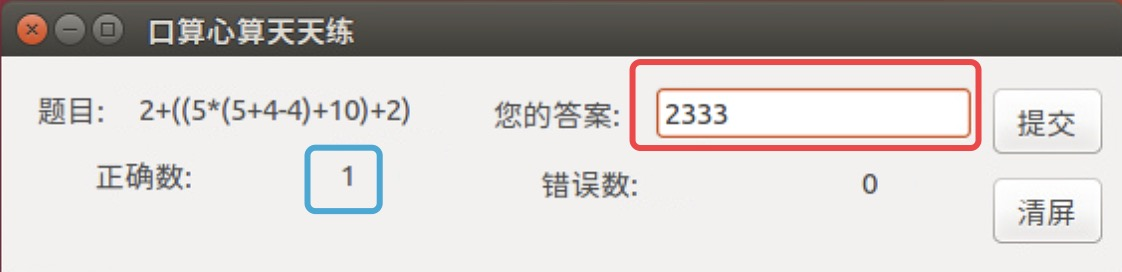 口算心算天天练
题目: 2+((5*(5+4-4)+10)+2) 您的答案: 2333 提交
正确数: 1 错误数: 0
清屏